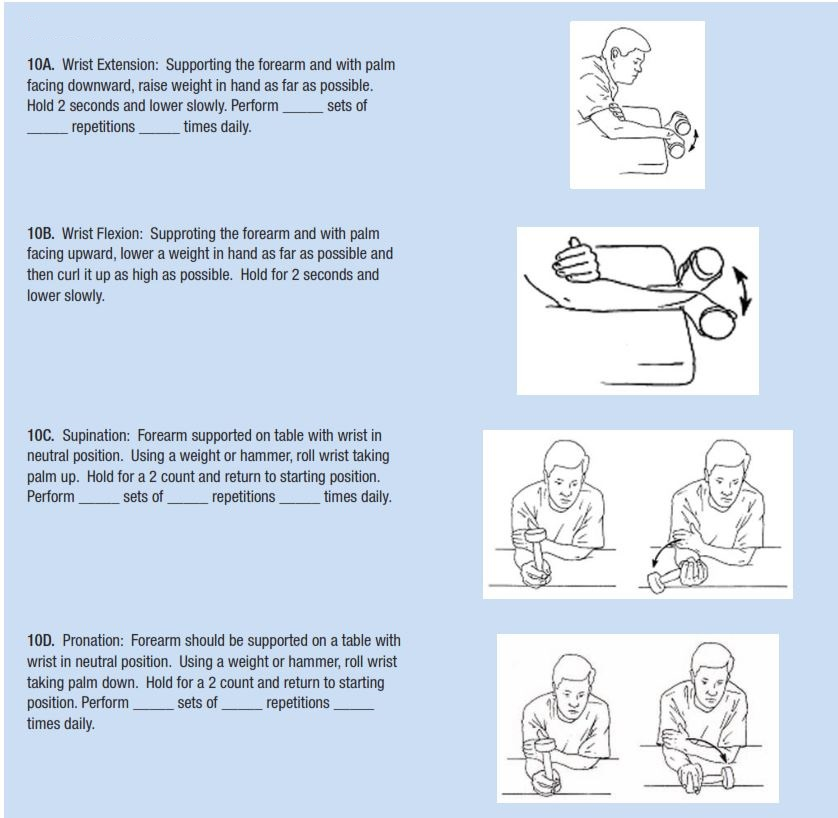 10A. Wrist Extension: Supporting the forearm and with palm
facing downward, raise weight in hand as far as possible.
Hold 2 seconds and lower slowly. Perform _____ sets of
_____ repetitions _____ times daily.
10B. Wrist Flexion: Supproting the forearm and with palm
facing upward, lower a weight in hand as far as possible and
then curl it up as high as possible. Hold for 2 seconds and
lower slowly.
10C. Supination: Forearm supported on table with wrist in
neutral position. Using a weight or hammer, roll wrist taking
palm up. Hold for a 2 count and return to starting position.
Perform _____ sets of _____ repetitions _____ times daily.
10D. Pronation: Forearm should be supported on a table with
wrist in neutral position. Using a weight or hammer, roll wrist
taking palm down. Hold for a 2 count and return to starting
position. Perform _____ sets of _____ repetitions _____
times daily.